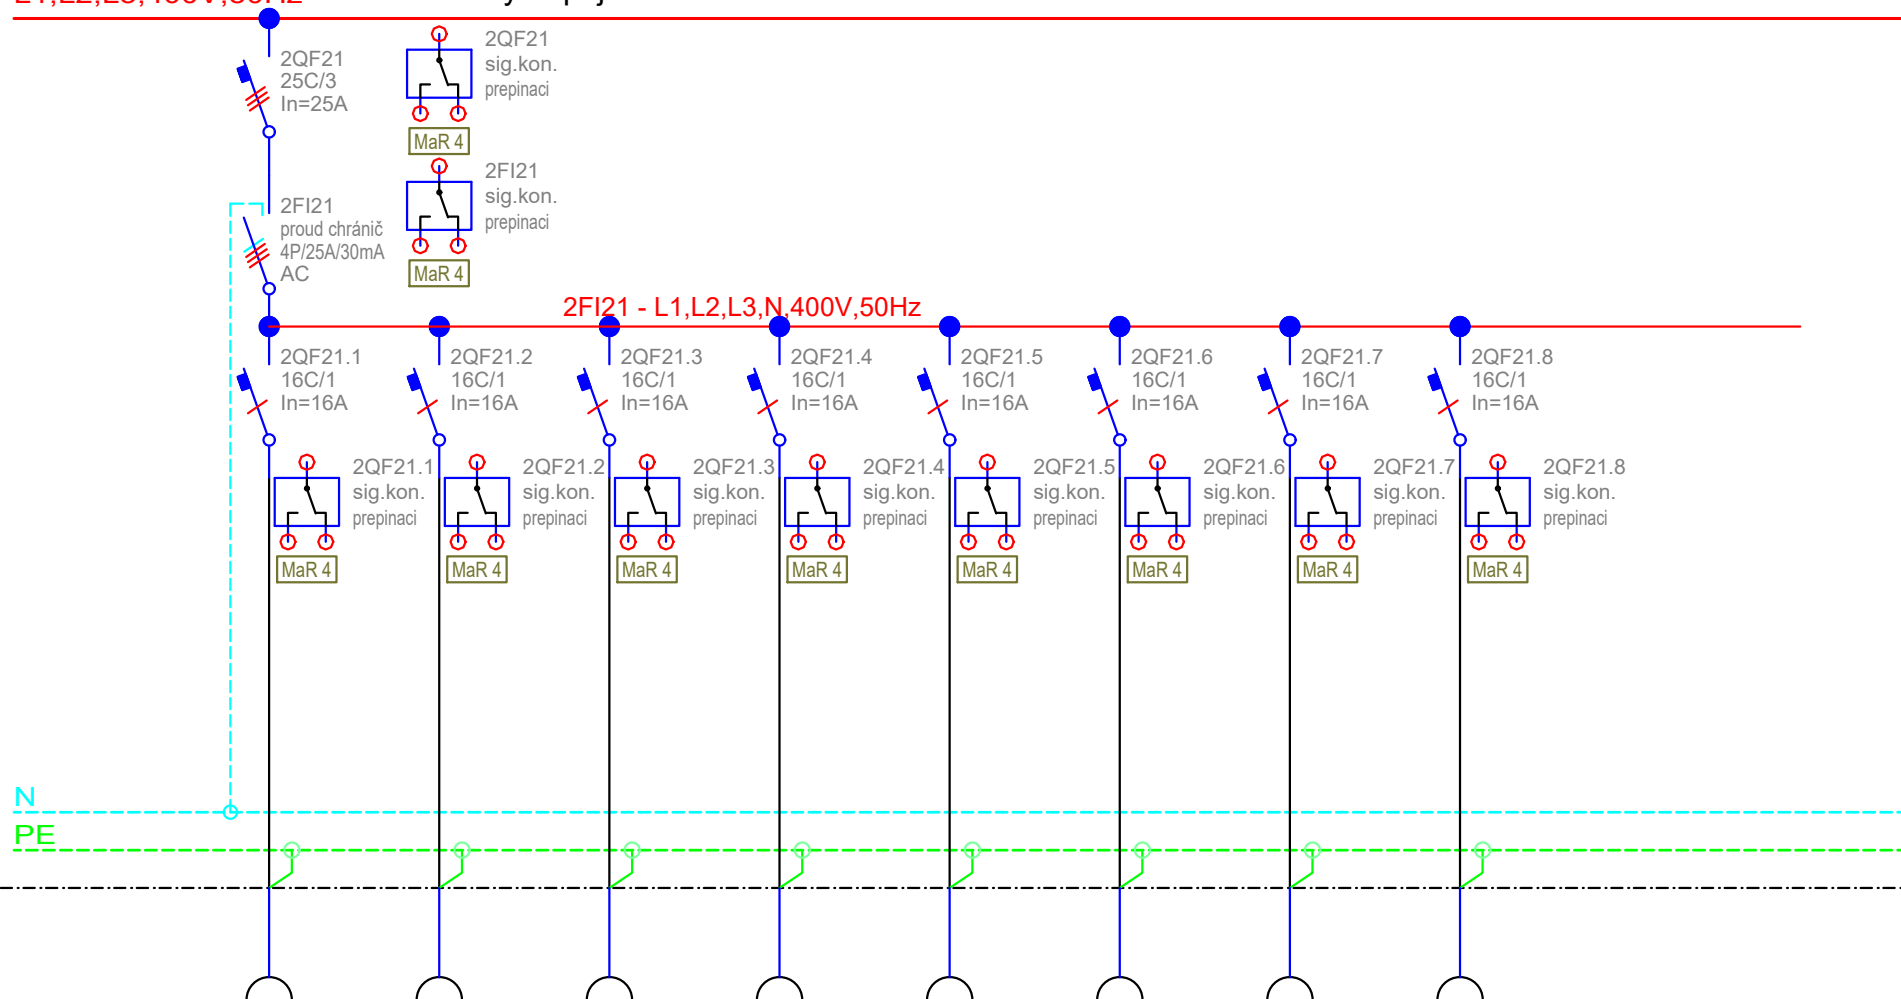 2QF21
25C/3
In=25A
2QF21
sig.kon.
prepinaci
MaR 4
2FI21
proud chránič
4P/25A/30mA
AC
2FI21
sig.kon.
prepinaci
MaR 4
2FI21 - L1,L2,L3,N,400V,50Hz
2QF21.1
16C/1
In=16A
2QF21.2
16C/1
In=16A
2QF21.3
16C/1
In=16A
2QF21.4
16C/1
In=16A
2QF21.5
16C/1
In=16A
2QF21.6
16C/1
In=16A
2QF21.7
16C/1
In=16A
2QF21.8
16C/1
In=16A
2QF21.1
sig.kon.
prepinaci
MaR 4
2QF21.2
sig.kon.
prepinaci
MaR 4
2QF21.3
sig.kon.
prepinaci
MaR 4
2QF21.4
sig.kon.
prepinaci
MaR 4
2QF21.5
sig.kon.
prepinaci
MaR 4
2QF21.6
sig.kon.
prepinaci
MaR 4
2QF21.7
sig.kon.
prepinaci
MaR 4
2QF21.8
sig.kon.
prepinaci
MaR 4
N
PE